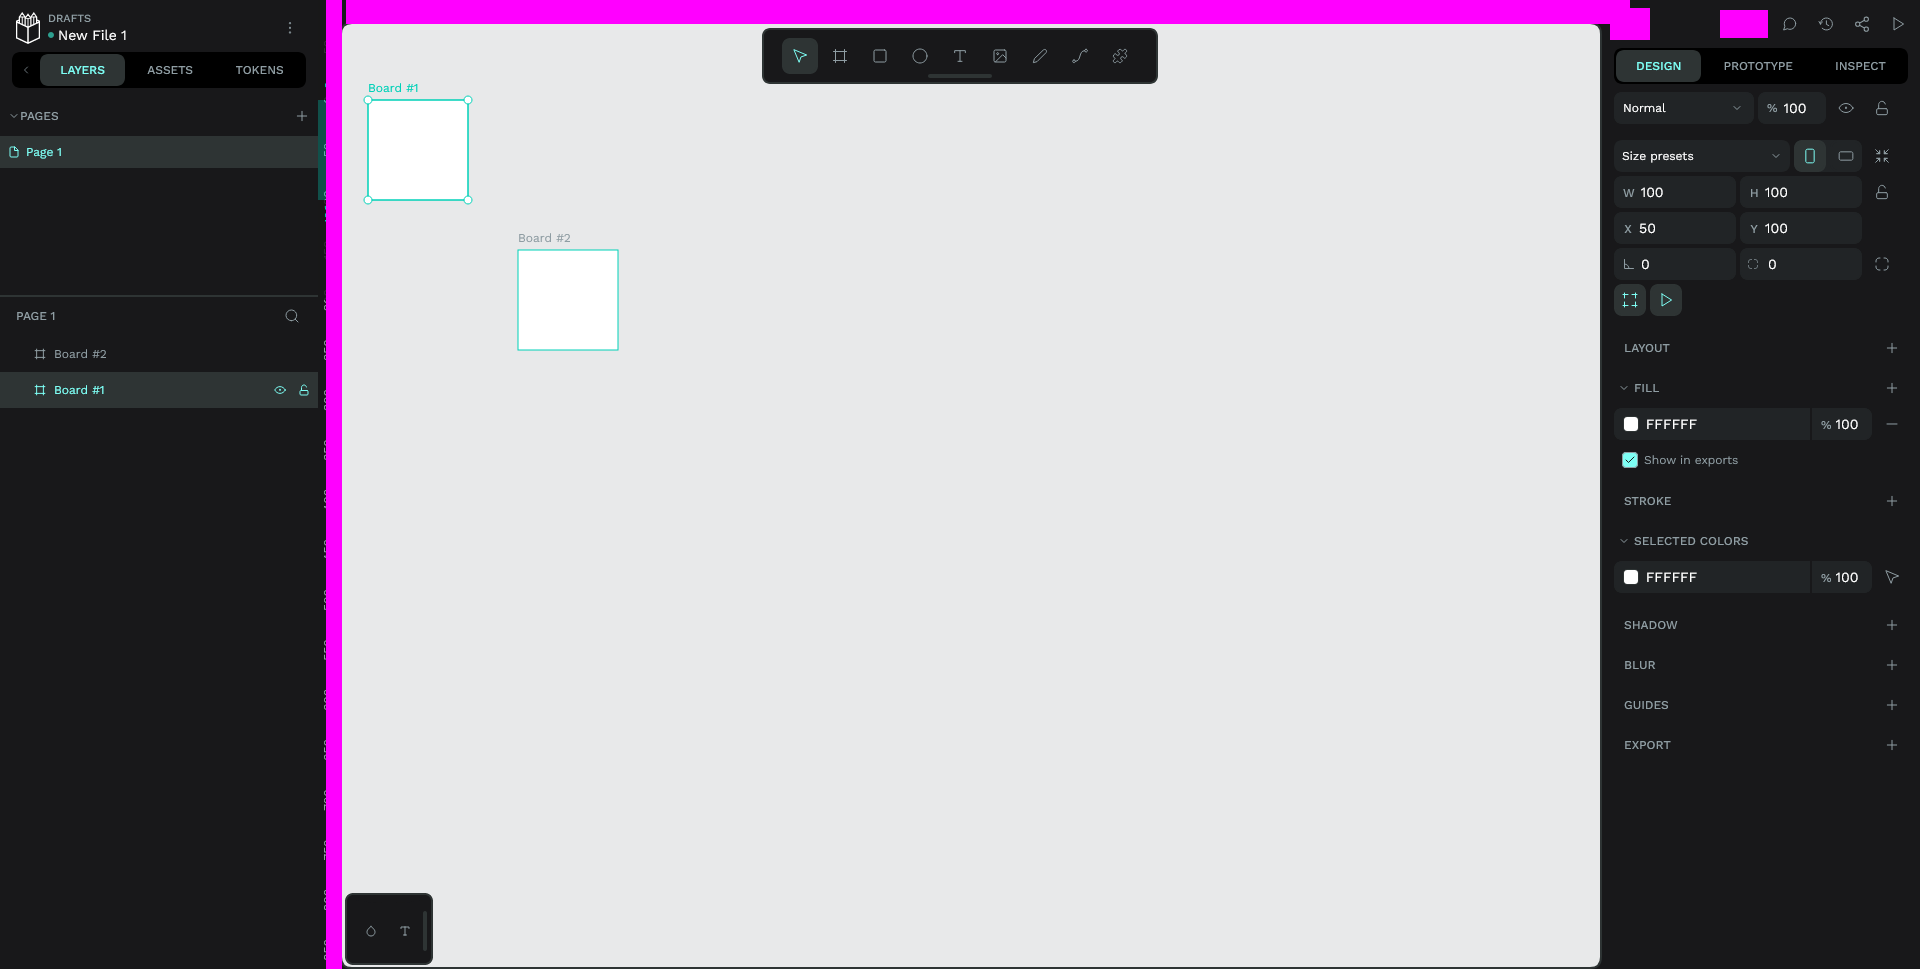 DRAFTS
New File 1
LAYERS
ASSETS
TOKENS
PAGES
Page 1
PAGE 1
Board #2
Board #1
Board #1
Board #2
DESIGN
PROTOTYPE
INSPECT
Normal
% 100
Size presets
W 100
H 100
X 50
Y 100
0
0
LAYOUT
FILL
FFFFFF
% 100
Show in exports
STROKE
SELECTED COLORS
FFFFFF
% 100
SHADOW
BLUR
GUIDES
EXPORT